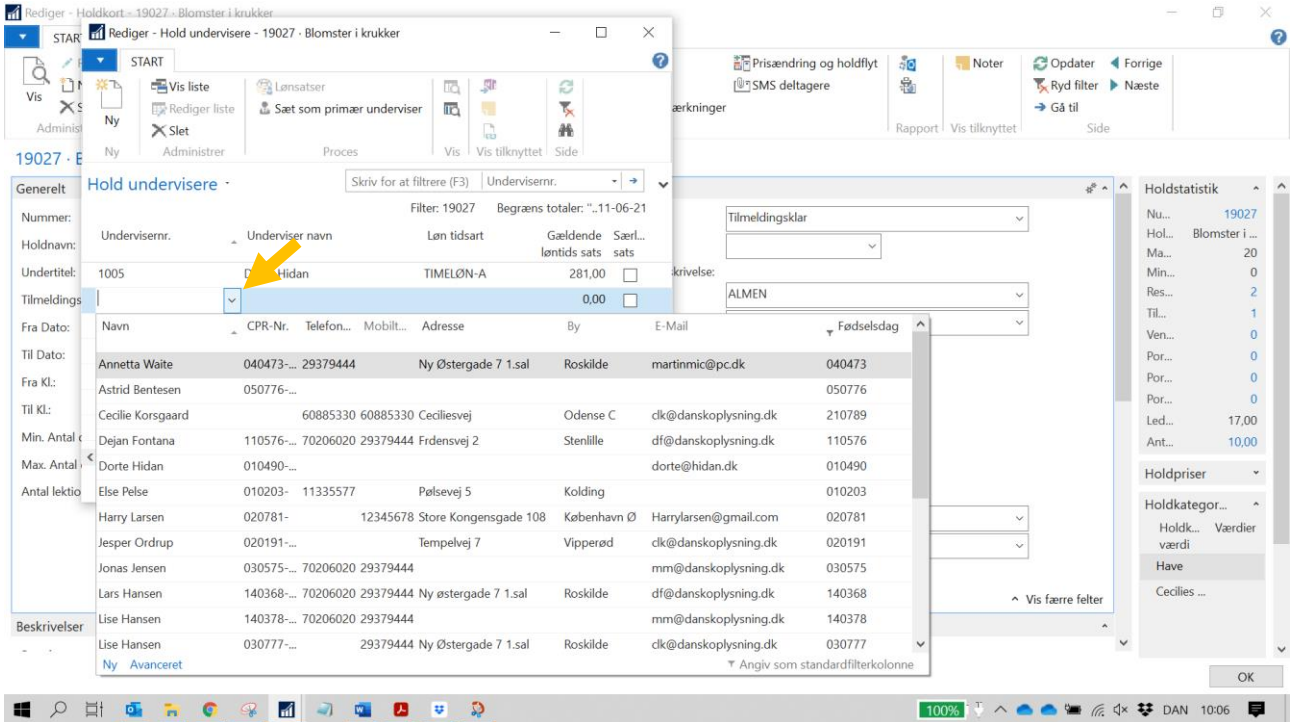 Rediger - Holdkort - 19027 · Blomster i krukker
Rediger - Hold undervisere - 19027 · Blomster i krukker
START
Vis liste
Rediger liste
Slet
Ny
Lønsatser
Sæt som primær underviser
Ny
Administrer
Proces
Vis
Vis tilknyttet
Side
Vis
Prisændring og holdflyt
SMS deltagere
Noter
Opdater
Forrige
Ryd filter
Næste
Gå til
Rapport
Vis tilknyttet
Side
Hold undervisere
Skriv for at filtrere (F3)
Undervisernr.
Filter: 19027
Begræns totaler: ''..11-06-21
Undervisernr.
Underviser navn
Løn tidsart
Gældende løntids sats
Særl... sats
1005
Hidan
TIMELØN-A
281,00
0,00
Navn CPR-Nr. Telefon... Mobilt... Adresse By E-Mail Fødselsdag
Annetta Waite 040473-... 29379444 Ny Østergade 7 1.sal Roskilde martinmic@pc.dk 040473
Astrid Bentesen 050776-... 050776
Cecilie Korsgaard 60885330 60885330 Ceciliesvej Odense C clk@danskoplysning.dk 210789
Dejan Fontana 110576-... 70206020 29379444 Frdensvej 2 Stenlille df@danskoplysning.dk 110576
Dorte Hidan 010490-... dorte@hidan.dk 010490
Else Pelse 010203- 11335577 Pølsevej 5 Kolding 010203
Harry Larsen 020781- 12345678 Store Kongensgade 108 København Ø Harrylarsen@gmail.com 020781
Jesper Ordrup 020191-... Tempelvej 7 Vipperød clk@danskoplysning.dk 020191
Jonas Jensen 030575-... 70206020 29379444 mm@danskoplysning.dk 030575
Lars Hansen 140368-... 70206020 29379444 Ny østergade 7 1.sal Roskilde df@danskoplysning.dk 140368
Lise Hansen 140378-... 70206020 29379444 mm@danskoplysning.dk 140378
Lise Hansen 030777-... 29379444 Ny Østergade 7 1.sal Roskilde clk@danskoplysning.dk 030777
Ny Avanceret
Angiv som standardfilterkolonne
Generelt
Nummer:
Holdnavn:
Undertitel:
Tilmeldings
Fra Dato:
Til Dato:
Fra Kl.:
Til Kl.:
Min. Antal
Max. Antal
Antal lektio
Beskrivelser
Tilmeldingsklar
ALMEN
Vis færre felter
Holdstatistik
Nu... 19027
Hol... Blomster i ...
Ma... 20
Min... 0
Res... 2
Til... 1
Ven... 0
Por... 0
Por... 0
Por... 0
Led... 17,00
Ant... 10,00
Holdpriser
Holdkategor...
Holdk... værdi
Værdier
Have
Cecilies ...
OK
100%
DAN 10:06